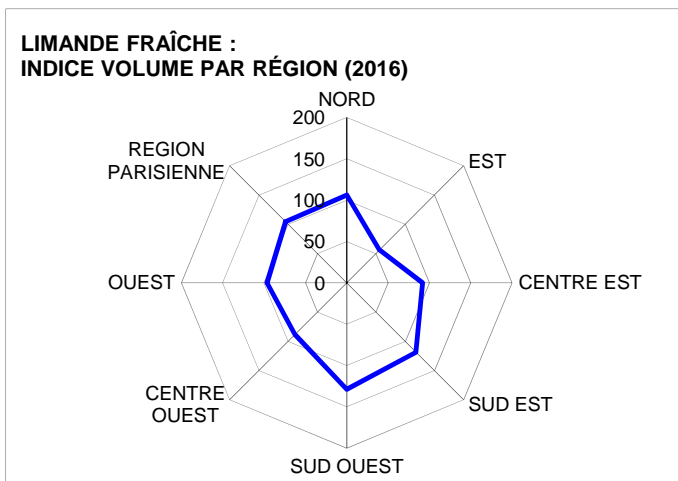 LIMANDE FRAÎCHE :
INDICE VOLUME PAR RÉGION (2016)
NORD
200
REGION
PARISIENNE
150
EST
100
50
OUEST
0
CENTRE EST
CENTRE
OUEST
SUD EST
SUD OUEST